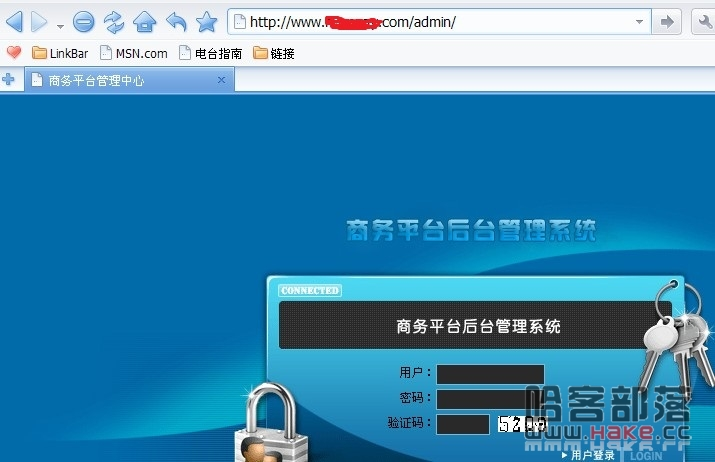 http://www.
.com/admin/
LinkBar MSN.com 电台指南 链接
商务平台管理中心
商务平台后台管理系统
CONNECTED
商务平台后台管理系统
用户：
密码：
验证码：
哈客部落
www.Hake.cc
用户登录 LOGIN